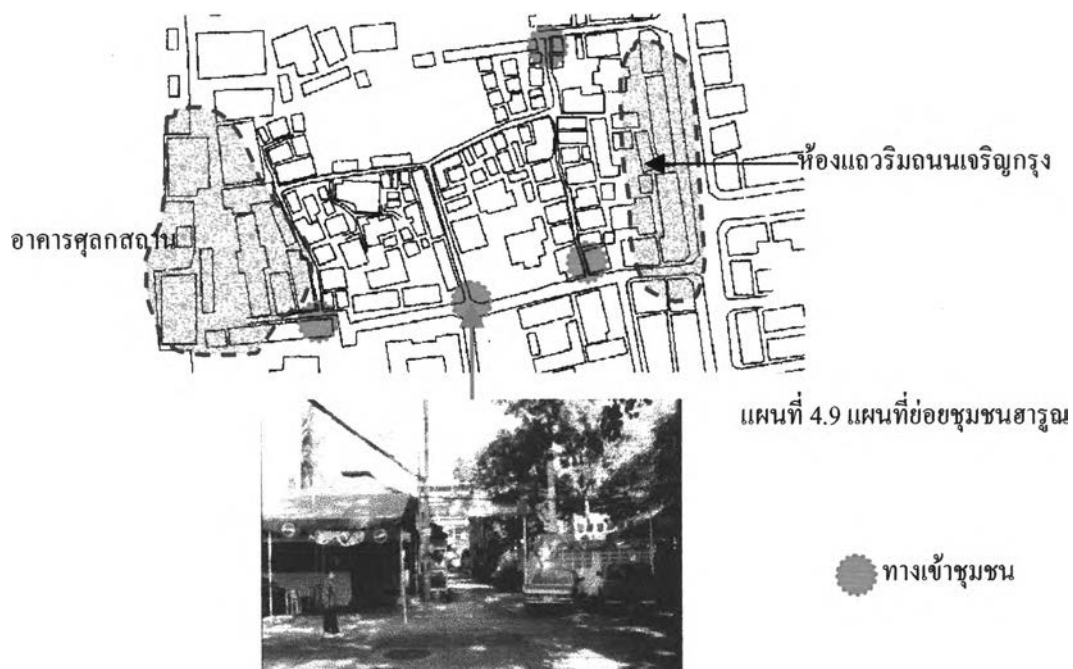 ห้องแถวริมถนนเจริญกรุง
อาคารศุลกสถาน
แผนที่ 4.9 แผนที่ย่อยชุมชนฮารูณ
ทางเข้าชุมชน